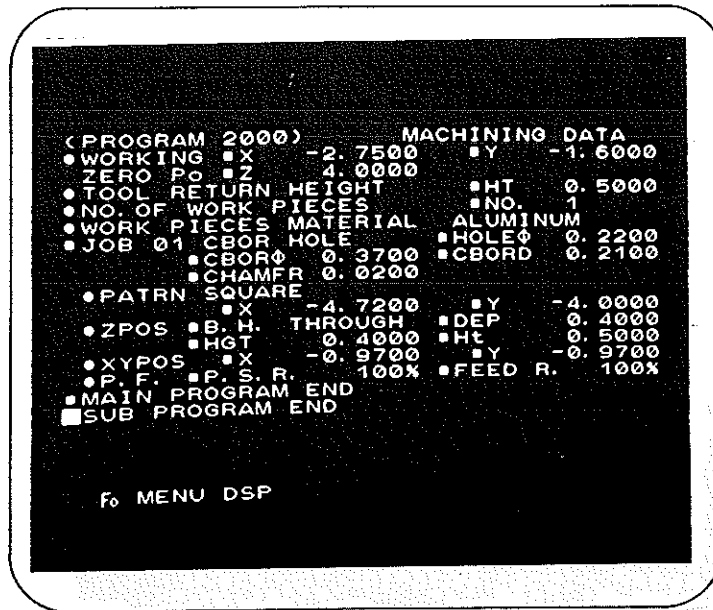 (PROGRAM 2000) MACHINING DATA
●WORKING ■X -2.7500 ■Y -1.6000
ZERO Po ■Z 4.0000
●TOOL RETURN HEIGHT ■HT 0.5000
●NO. OF WORK PIECES ■NO. 1
●WORK PIECES MATERIAL ALUMINUM
■JOB 01 CBOR HOLE ■HOLEΦ 0.2200
■CBORΦ 0.3700 ■CBORD 0.2100
■CHAMFR 0.0200
●PATRN SQUARE
■X -4.7200 ■Y -4.0000
●ZPOS ■B.H. THROUGH ■DEP 0.4000
■HGT 0.4000 ■Ht 0.5000
●XYPOS ■X -0.9700 ■Y -0.9700
●P.F. ■P.S.R. 100% ■FEED R. 100%
■MAIN PROGRAM END
■SUB PROGRAM END
Fo MENU DSP